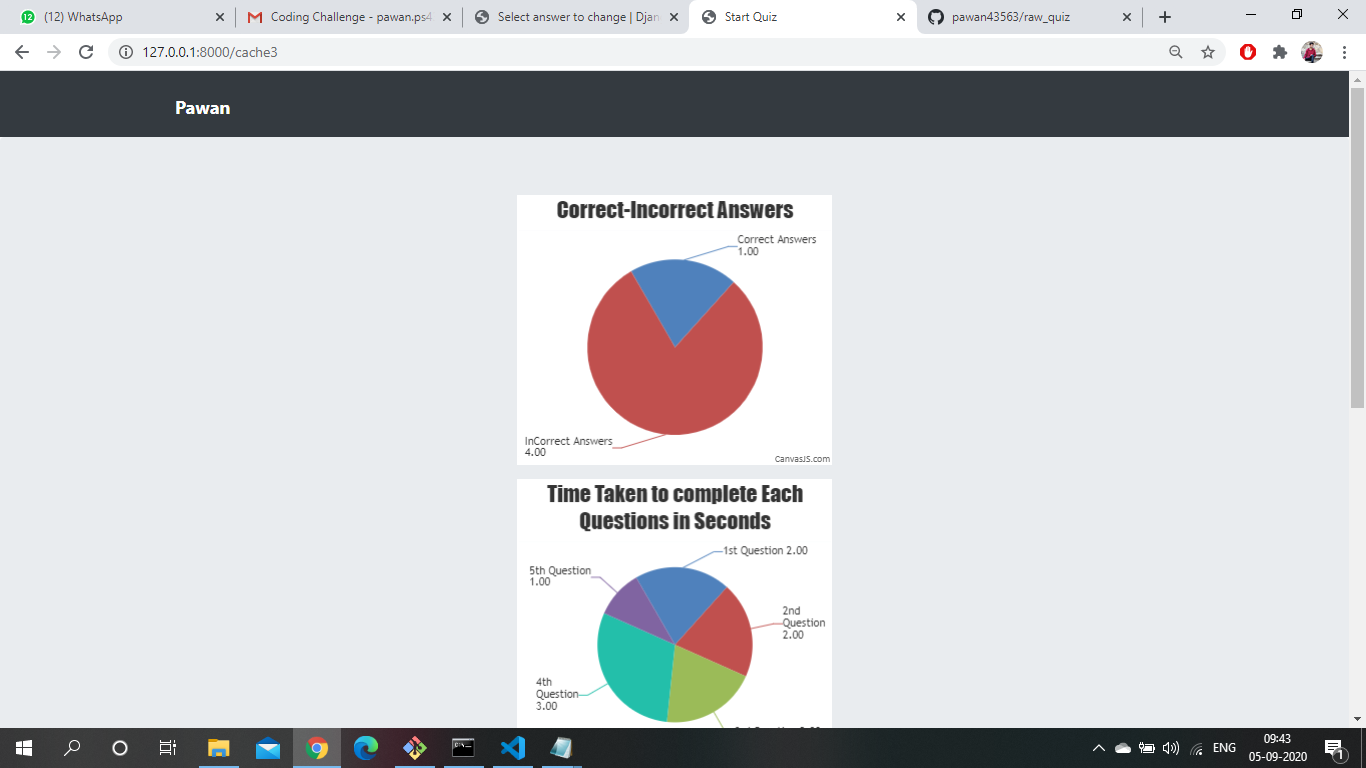 (12) WhatsApp
Coding Challenge - pawan.ps4
Select answer to change | Djan
Start Quiz
pawan43563/raw_quiz
127.0.0.1:8000/cache3
Pawan
Correct-Incorrect Answers
Correct Answers
1.00
InCorrect Answers
4.00
CanvasJS.com
Time Taken to complete Each
Questions in Seconds
1st Question 2.00
5th Question
1.00
2nd
Question
2.00
4th
Question
3.00
ENG
09:43
05-09-2020
1